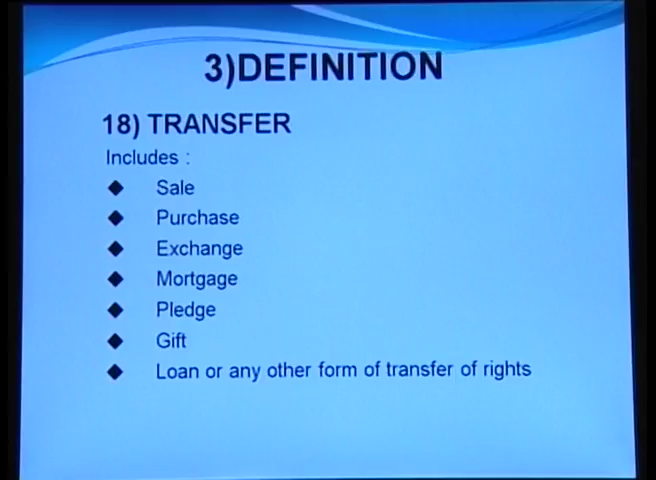 3)DEFINITION
18) TRANSFER
Includes :
◆ Sale
◆ Purchase
◆ Exchange
◆ Mortgage
◆ Pledge
◆ Gift
◆ Loan or any other form of transfer of rights